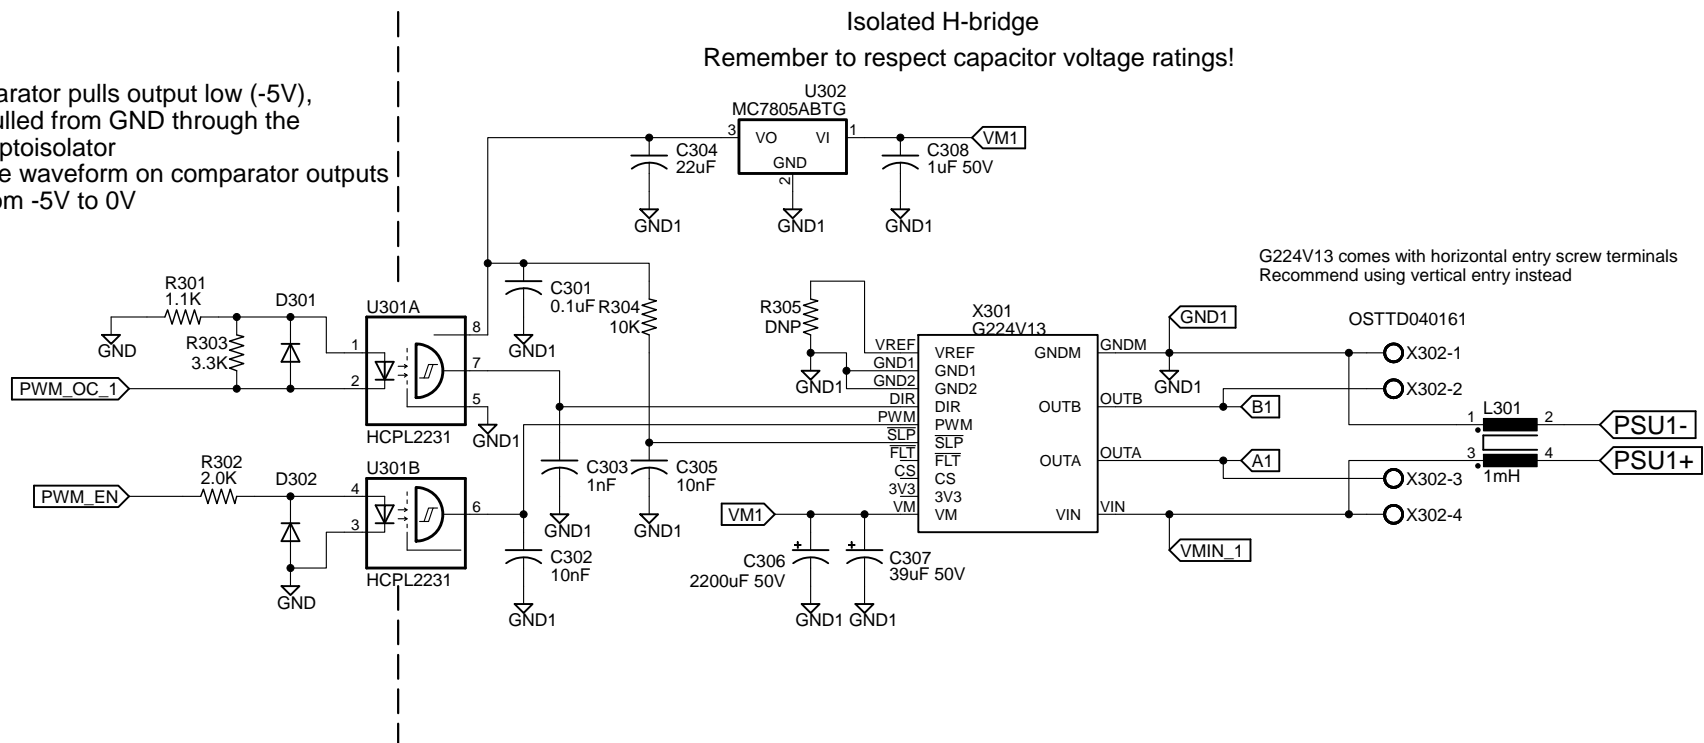 Isolated H-bridge
Remember to respect capacitor voltage ratings!
arator pulls output low (-5V),
ulled from GND through the
ptoisolator
e waveform on comparator outputs
om -5V to 0V
U302
MC7805ABTG
3
VO
VI
1
GND
2
C304
22uF
C308
1uF 50V
VM1
GND1
GND1
GND1
G224V13 comes with horizontal entry screw terminals
Recommend using vertical entry instead
R301
1.1K
D301
U301A
GND
R303
3.3K
1
2
8
7
5
PWM_OC_1
HCPL2231
GND1
C301
0.1uF
GND1
R304
10K
R305
DNP
GND1
X301
G224V13
VREF
GND1
GND2
DIR
PWM
SLP
FLT
CS
3V3
VM
VREF
GND1
GND2
DIR
PWM
SLP
FLT
CS
3V3
VM
GNDM
OUTB
OUTA
VIN
GNDM
OUTB
OUTA
VIN
GND1
GND1
OSTTD040161
X302-1
X302-2
B1
L301
1
2
PSU1-
3
4
PSU1+
1mH
A1
X302-3
X302-4
VMIN_1
R302
2.0K
D302
U301B
PWM_EN
4
3
6
GND
HCPL2231
C303
1nF
GND1
C305
10nF
GND1
C302
10nF
GND1
VM1
C306
2200uF 50V
C307
39uF 50V
GND1
GND1